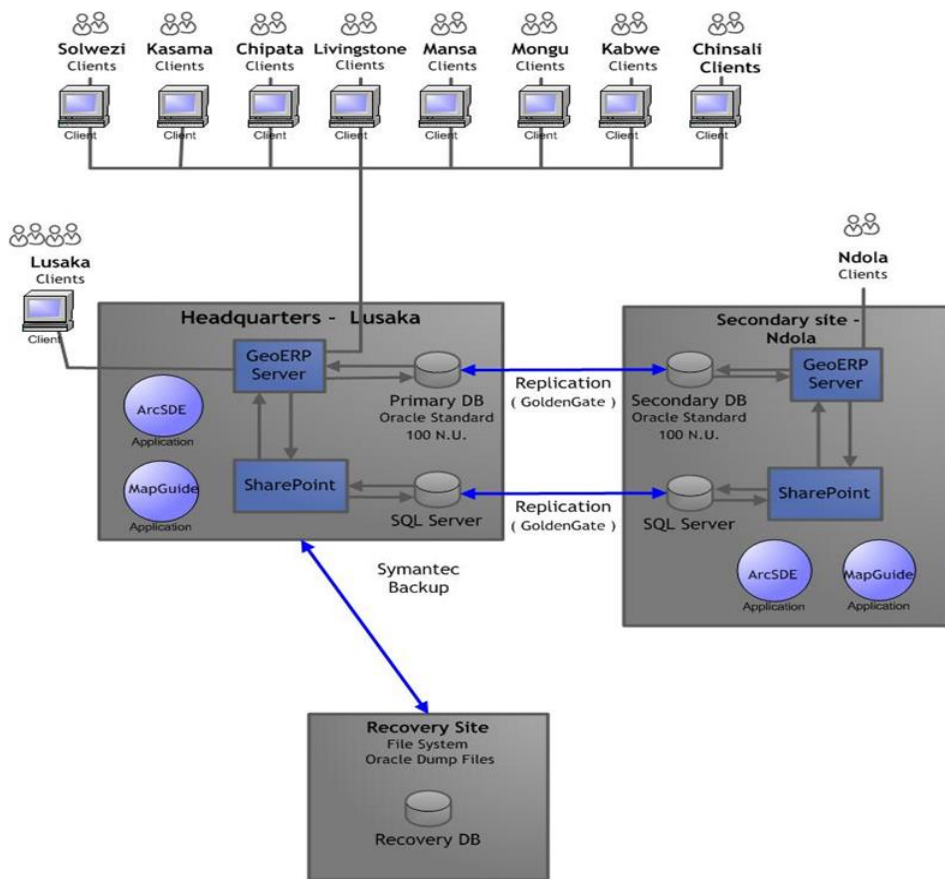 Solwezi
Clients
Client
Kasama
Clients
Client
Chipata
Clients
Client
Livingstone
Clients
Client
Mansa
Clients
Client
Mongu
Clients
Client
Kabwe
Clients
Client
Chinsali
Clients
Client
Lusaka
Clients
Client
Ndola
Clients
Headquarters - Lusaka
GeoERP
Server
ArcSDE
Application
Primary DB
Oracle Standard
100 N.U.
MapGuide
Application
SharePoint
SQL Server
Replication
( GoldenGate )
Replication
( GoldenGate )
Secondary site -
Ndola
Secondary DB
Oracle Standard
100 N.U.
GeoERP
Server
SQL Server
SharePoint
ArcSDE
Application
MapGuide
Application
Symantec
Backup
Recovery Site
File System
Oracle Dump Files
Recovery DB